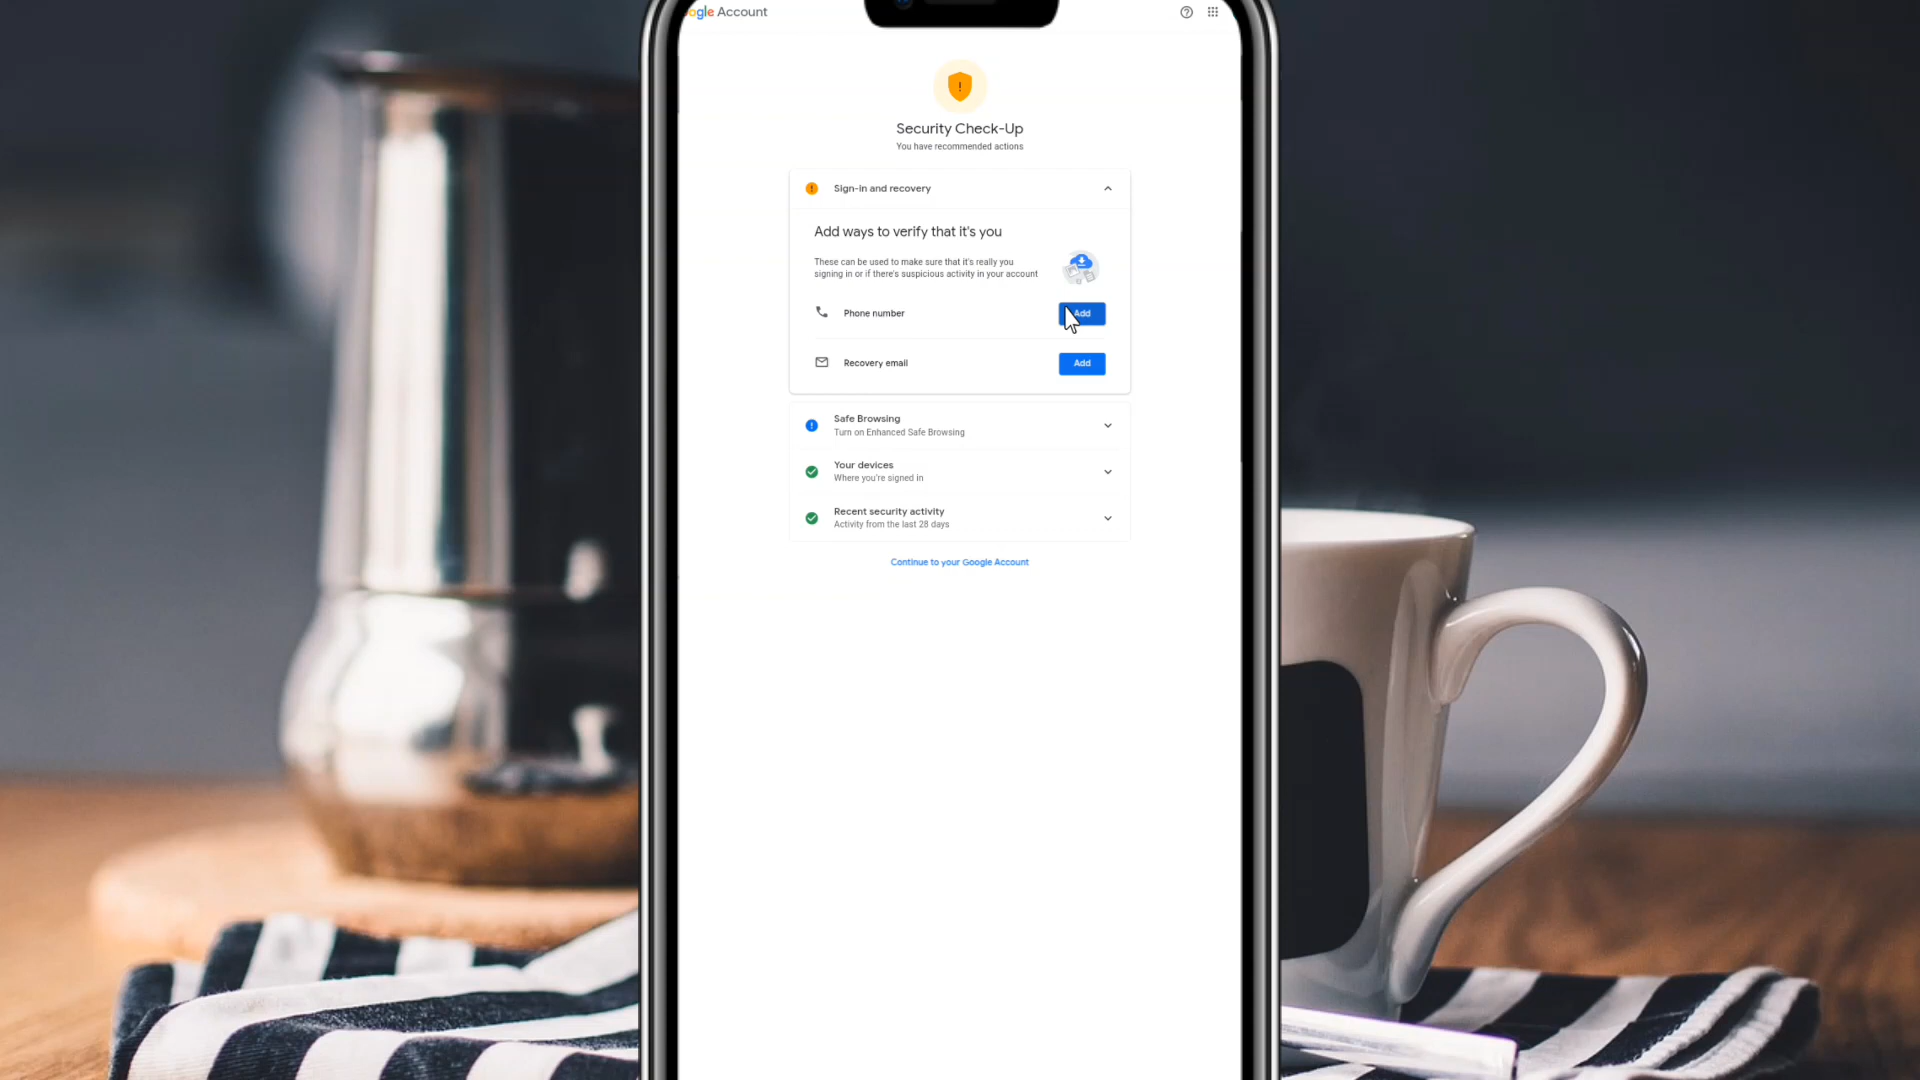 ogle Account
Security Check-Up
You have recommended actions
Sign-in and recovery
Add ways to verify that it's you
These can be used to make sure that it's really you
signing in or if there's suspicious activity in your account
Phone number
Add
Recovery email
Add
Safe Browsing
Turn on Enhanced Safe Browsing
Your devices
Where you're signed in
Recent security activity
Activity from the last 28 days
Continue to your Google Account